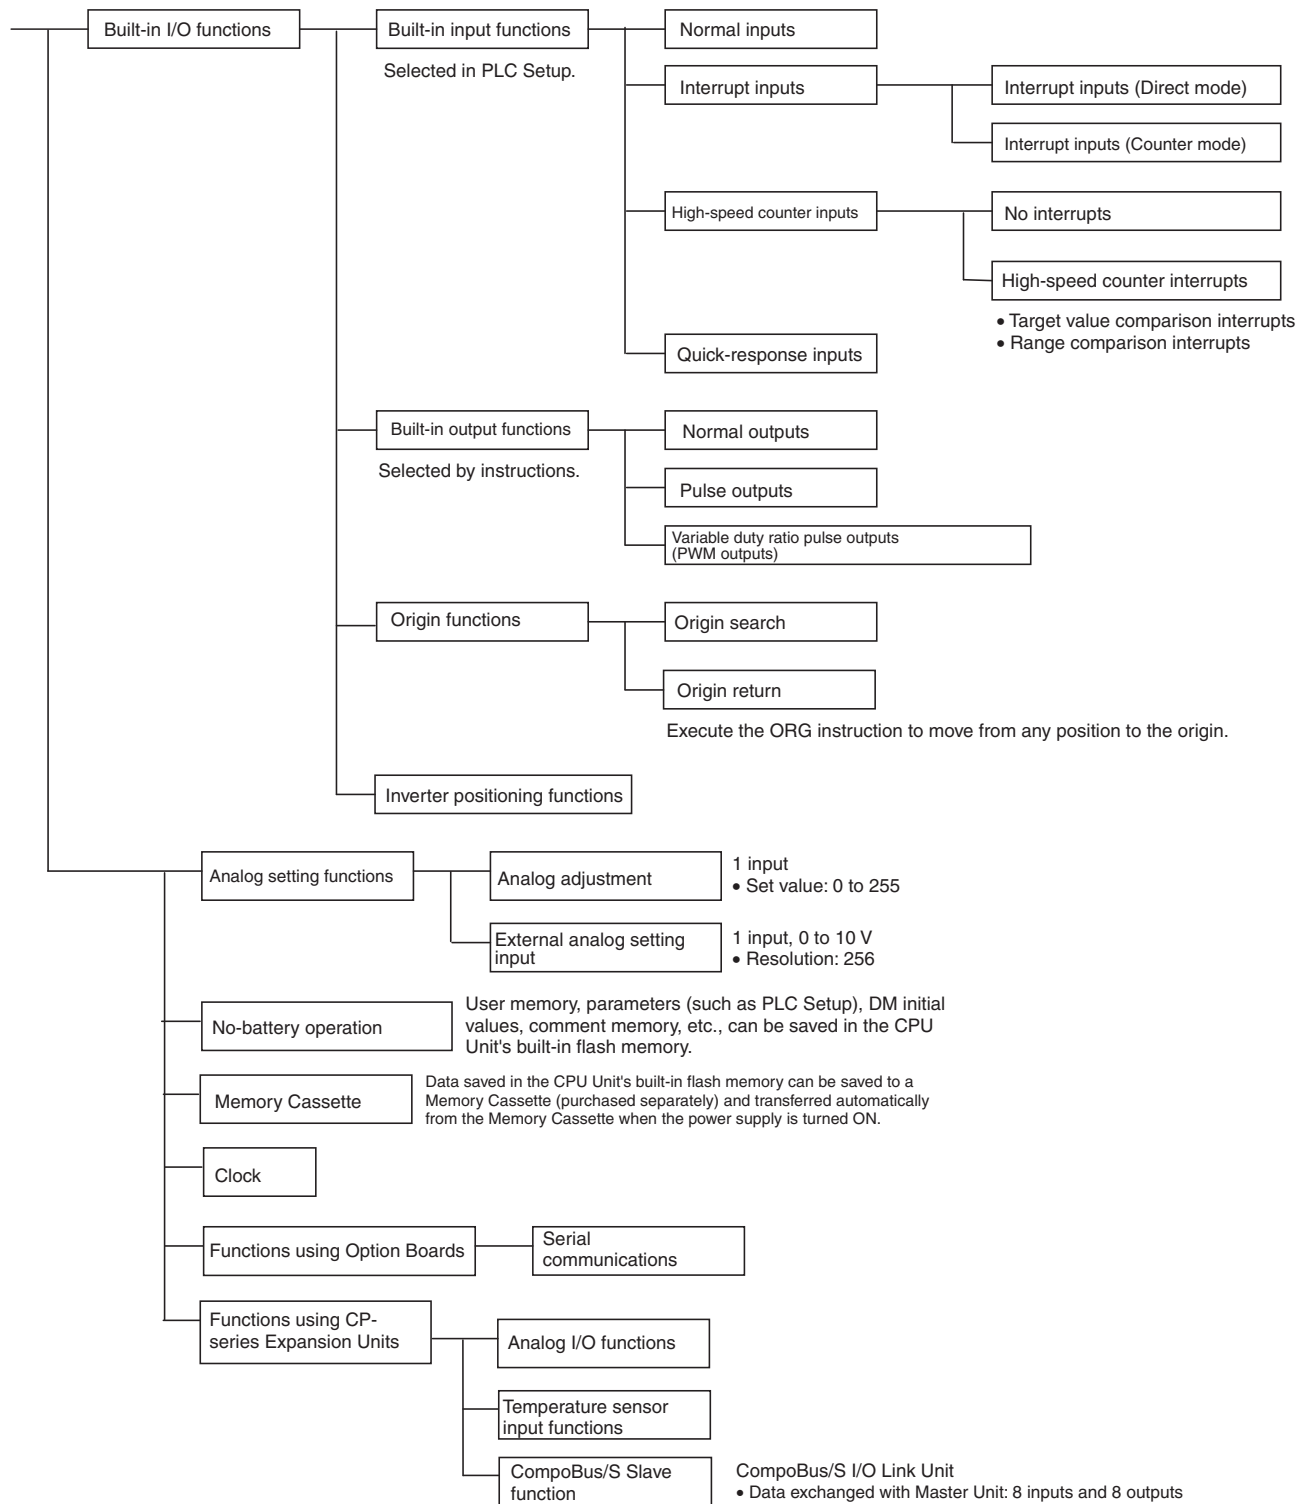 Built-in I/O functions
Built-in input functions
Selected in PLC Setup.
Normal inputs
Interrupt inputs
Interrupt inputs (Direct mode)
Interrupt inputs (Counter mode)
High-speed counter inputs
No interrupts
High-speed counter interrupts
• Target value comparison interrupts
• Range comparison interrupts
Quick-response inputs
Built-in output functions
Selected by instructions.
Normal outputs
Pulse outputs
Variable duty ratio pulse outputs
(PWM outputs)
Origin functions
Origin search
Origin return
Execute the ORG instruction to move from any position to the origin.
Inverter positioning functions
Analog setting functions
Analog adjustment
1 input
• Set value: 0 to 255
External analog setting
input
1 input, 0 to 10 V
• Resolution: 256
No-battery operation
User memory, parameters (such as PLC Setup), DM initial
values, comment memory, etc., can be saved in the CPU
Unit's built-in flash memory.
Memory Cassette
Data saved in the CPU Unit's built-in flash memory can be saved to a
Memory Cassette (purchased separately) and transferred automatically
from the Memory Cassette when the power supply is turned ON.
Clock
Functions using Option Boards
Serial
communications
Functions using CP-
series Expansion Units
Analog I/O functions
Temperature sensor
input functions
CompoBus/S Slave
function
CompoBus/S I/O Link Unit
• Data exchanged with Master Unit: 8 inputs and 8 outputs